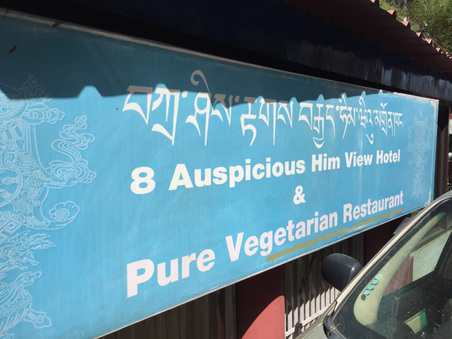 བཀྲ་ཤིས་རྟགས་བརྒྱད་ཧིམ་ཝིའུ་མགྲོན་ཁང་
8 Auspicious Him View Hotel
&
Pure Vegetarian Restaurant